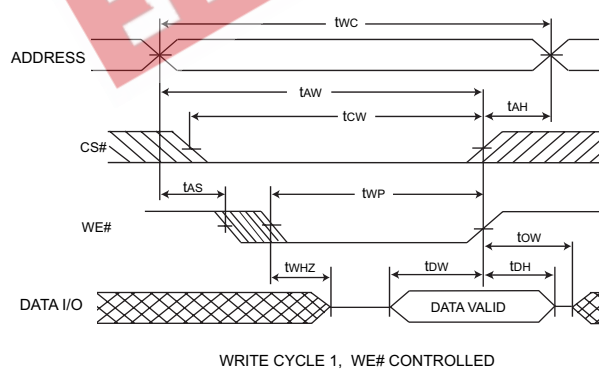 tWC
ADDRESS
tAW
tCW
tAH
CS#
tAS
tWP
WE#
tOW
tWHZ
tDW
tDH
DATA I/O
DATA VALID
WRITE CYCLE 1, WE# CONTROLLED